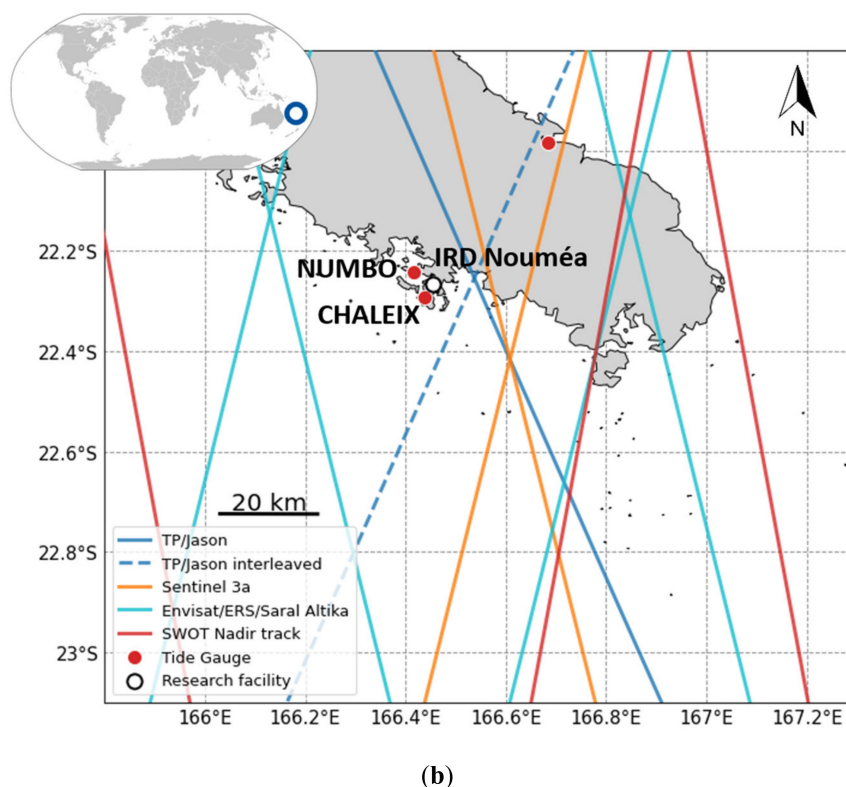 N
22.2°S
IRD Nouméa
NUMBO
CHALEIX
22.4°S
22.6°S
20 km
TP/Jason
TP/Jason interleaved
Sentinel 3a
Envisat/ERS/Saral Altika
SWOT Nadir track
Tide Gauge
Research facility
22.8°S
23°S
166°E 166.2°E 166.4°E 166.6°E 166.8°E 167°E 167.2°E
(b)